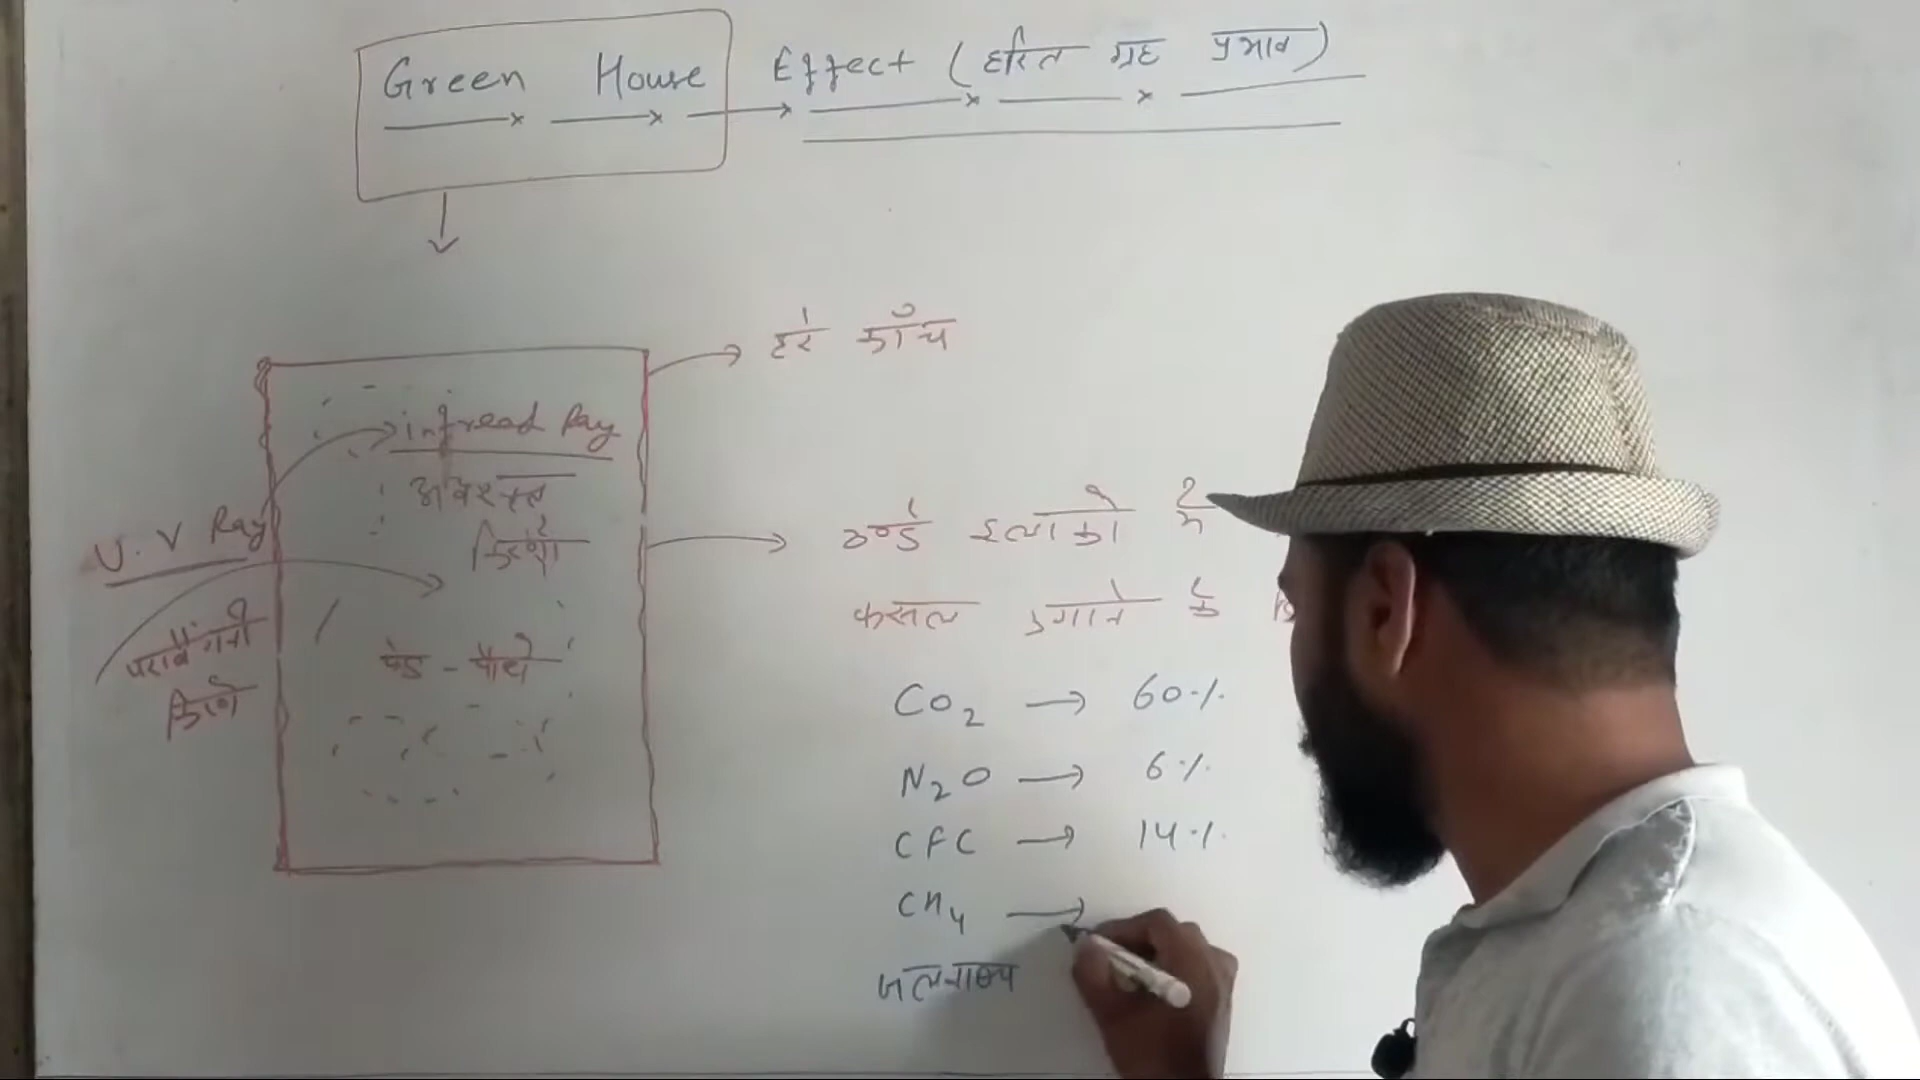 Green House Effect (हरित ग्रह प्रभाव)
हरे काँच
infread Ray
अवरक्त
किरणे
U.V Ray
पराबैंगनी
किरणे
पेड - पौधे
ठण्डे इलाको में
फसल उगाने के
CO2 → 60%
N2O → 6%
CFC → 14%
CH4 →
जलवाष्प